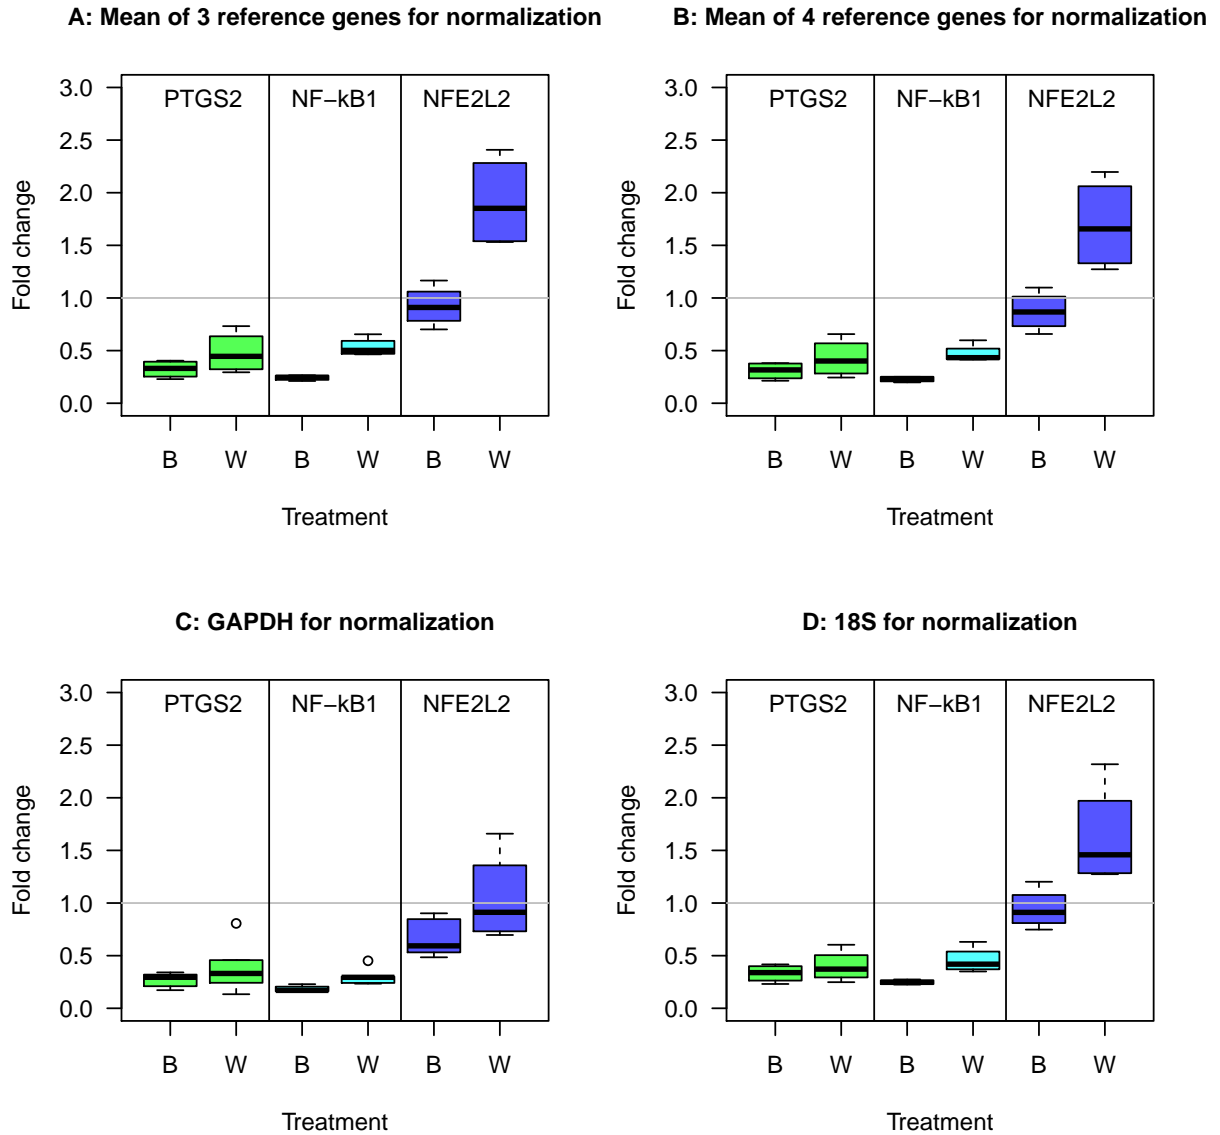 A: Mean of 3 reference genes for normalization
3.0
2.5
2.0
1.5
1.0
0.5
0.0
Fold change
PTGS2 NF−kB1 NFE2L2
B W B W B W
Treatment
B: Mean of 4 reference genes for normalization
3.0
2.5
2.0
1.5
1.0
0.5
0.0
Fold change
PTGS2 NF−kB1 NFE2L2
B W B W B W
Treatment
C: GAPDH for normalization
3.0
2.5
2.0
1.5
1.0
0.5
0.0
Fold change
PTGS2 NF−kB1 NFE2L2
B W B W B W
Treatment
D: 18S for normalization
3.0
2.5
2.0
1.5
1.0
0.5
0.0
Fold change
PTGS2 NF−kB1 NFE2L2
B W B W B W
Treatment